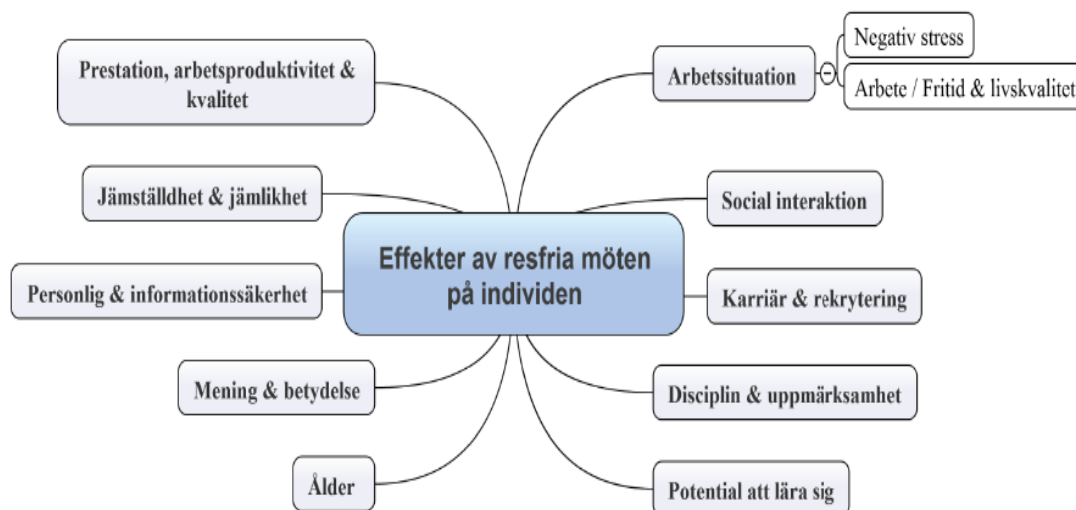 Prestation, arbetsproduktivitet &
kvalitet
Jämställdhet & jämlikhet
Personlig & informationssäkerhet
Mening & betydelse
Ålder
Effekter av resfria möten
på individen
Arbetssituation
Negativ stress
Arbete / Fritid & livskvalitet
Social interaktion
Karriär & rekrytering
Disciplin & uppmärksamhet
Potential att lära sig